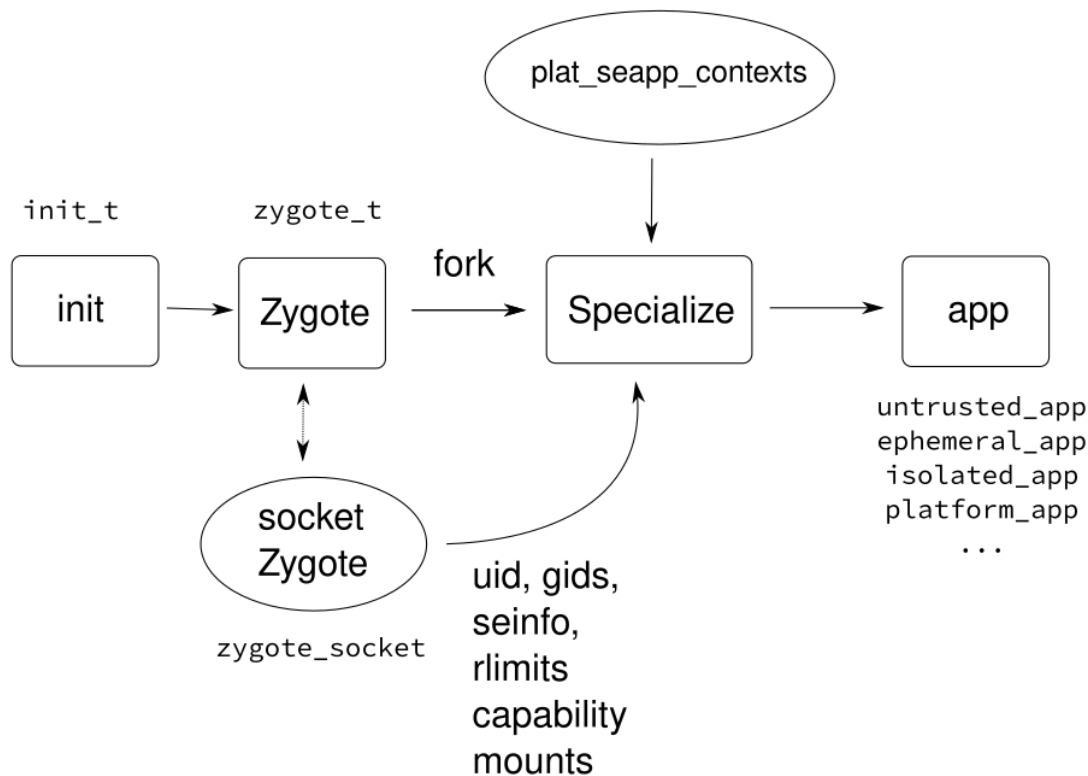 plat_seapp_contexts
init_t
zygote_t
fork
init
Zygote
Specialize
app
untrusted_app
ephemeral_app
isolated_app
platform_app
...
socket
Zygote
zygote_socket
uid, gids,
seinfo,
rlimits
capability
mounts